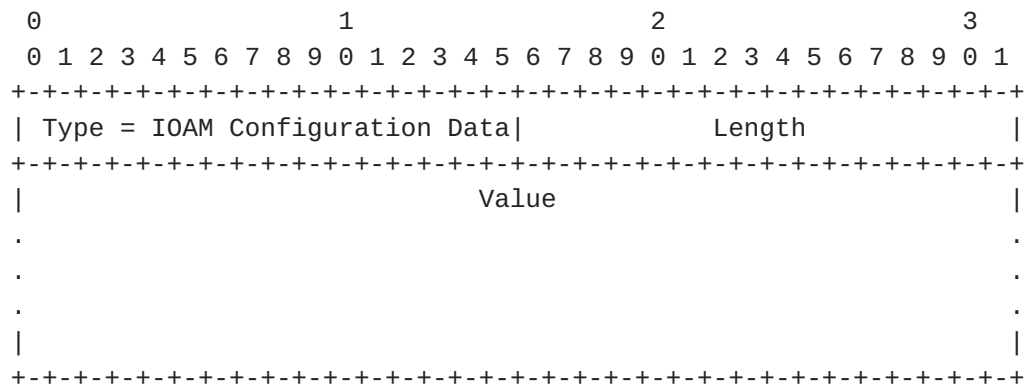 0                   1                   2                   3
 0 1 2 3 4 5 6 7 8 9 0 1 2 3 4 5 6 7 8 9 0 1 2 3 4 5 6 7 8 9 0 1
+-+-+-+-+-+-+-+-+-+-+-+-+-+-+-+-+-+-+-+-+-+-+-+-+-+-+-+-+-+-+-+-+
| Type = IOAM Configuration Data|            Length             |
+-+-+-+-+-+-+-+-+-+-+-+-+-+-+-+-+-+-+-+-+-+-+-+-+-+-+-+-+-+-+-+-+
|                             Value                             |
.                                                               .
.                                                               .
.                                                               .
|                                                               |
+-+-+-+-+-+-+-+-+-+-+-+-+-+-+-+-+-+-+-+-+-+-+-+-+-+-+-+-+-+-+-+-+